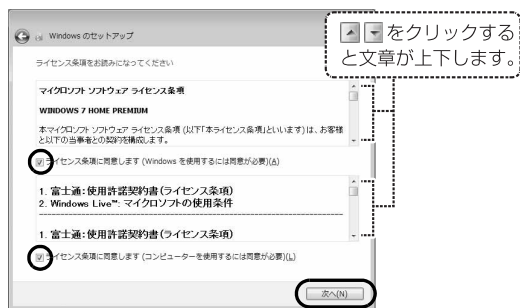 Windows のセットアップ
ライセンス条項をお読みになってください
マイクロソフト ソフトウェア ライセンス条項
WINDOWS 7 HOME PREMIUM
本マイクロソフト ソフトウェア ライセンス条項 (以下「本ライセンス条項」といいます) は、お客様
と以下の当事者との契約を構成します。
ライセンス条項に同意します (Windows を使用するには同意が必要)(A)
1. 富士通:使用許諾契約書(ライセンス条項)
2. Windows Live™: マイクロソフトの使用条件
1. 富士通:使用許諾契約書(ライセンス条項)
ライセンス条項に同意します (コンピューターを使用するには同意が必要)(L)
次へ(N)
をクリックする
と文章が上下します。